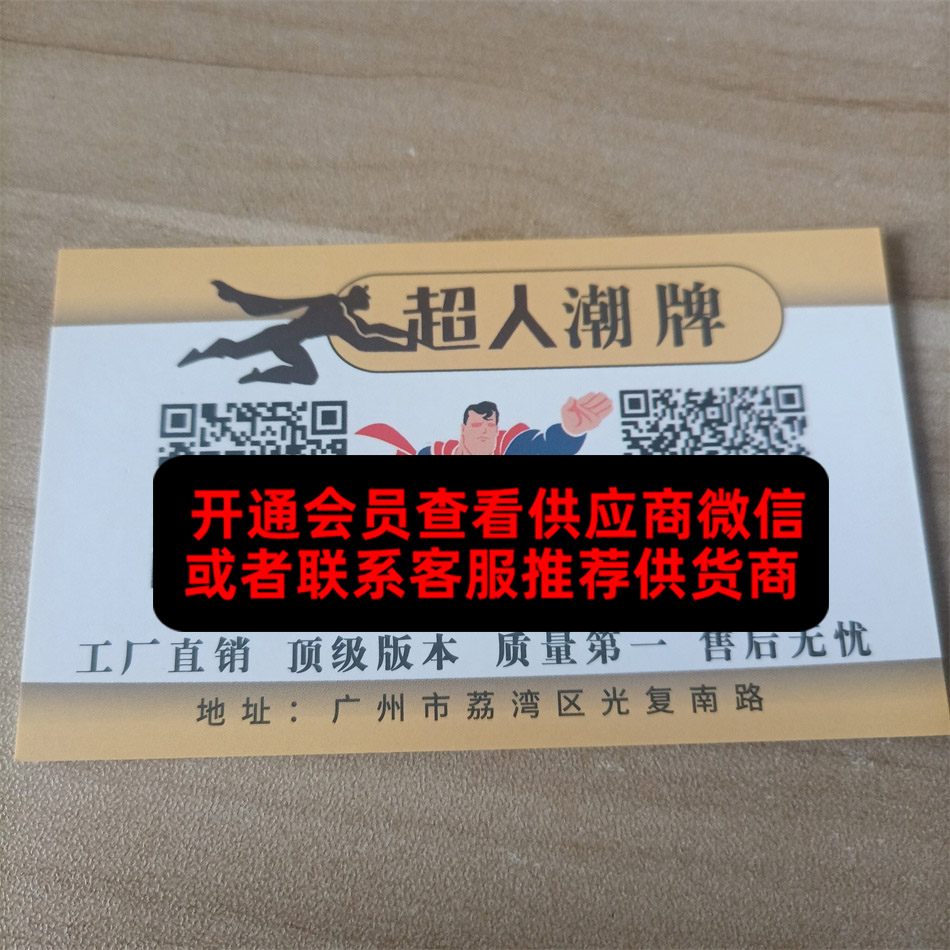 超人潮牌
开通会员查看供应商微信
或者联系客服推荐供货商
工厂直销 顶级版本 质量第一 售后无忧
地址：广州市荔湾区光复南路